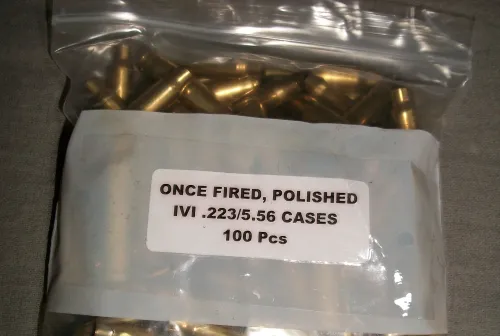 ONCE FIRED, POLISHED
IVI .223/5.56 CASES
100 Pcs